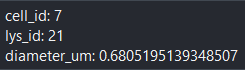 cell_id: 7
lys_id: 21
diameter_um: 0.6805195139348507